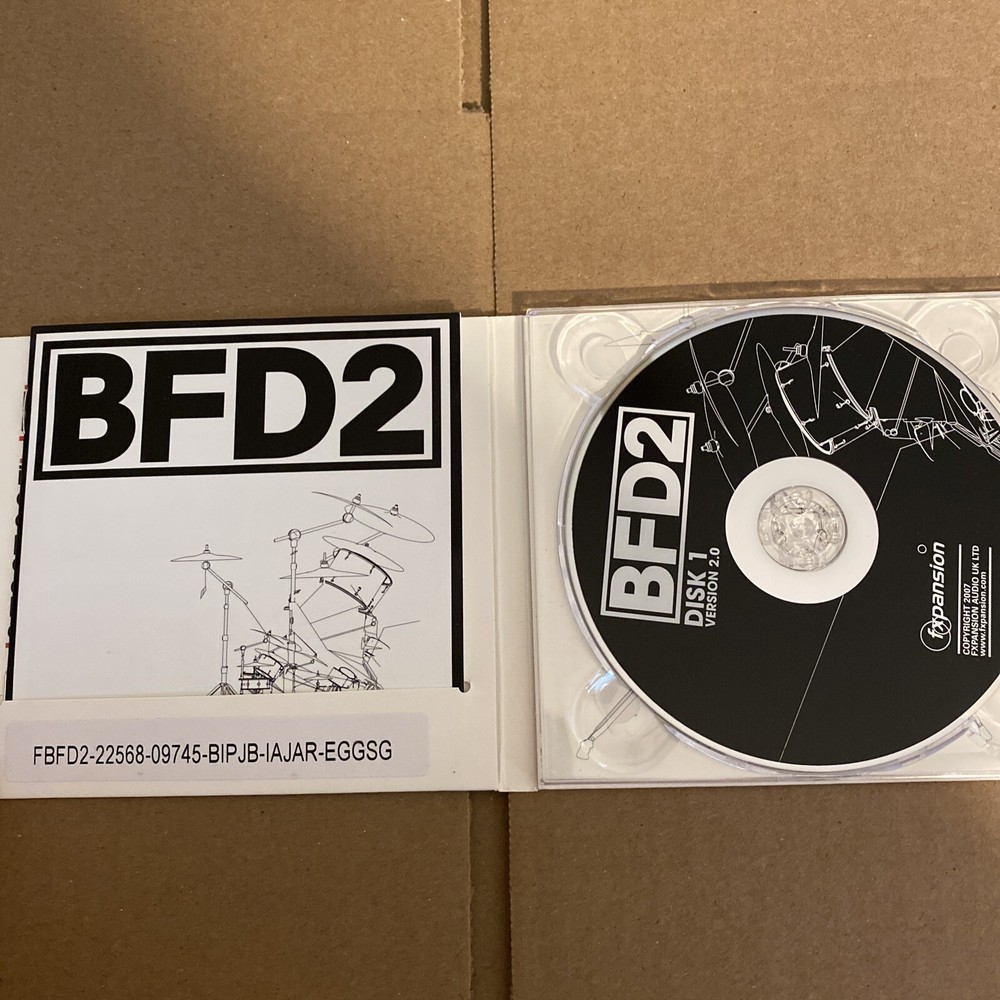 BFD2
FBFD2-22568-09745-BIPJB-IAJAR-EGGSG
BFD2
DISK 1
VERSION 2.0
fxpansion
COPYRIGHT 2007
FXPANSION AUDIO UK LTD
www.fxpansion.com